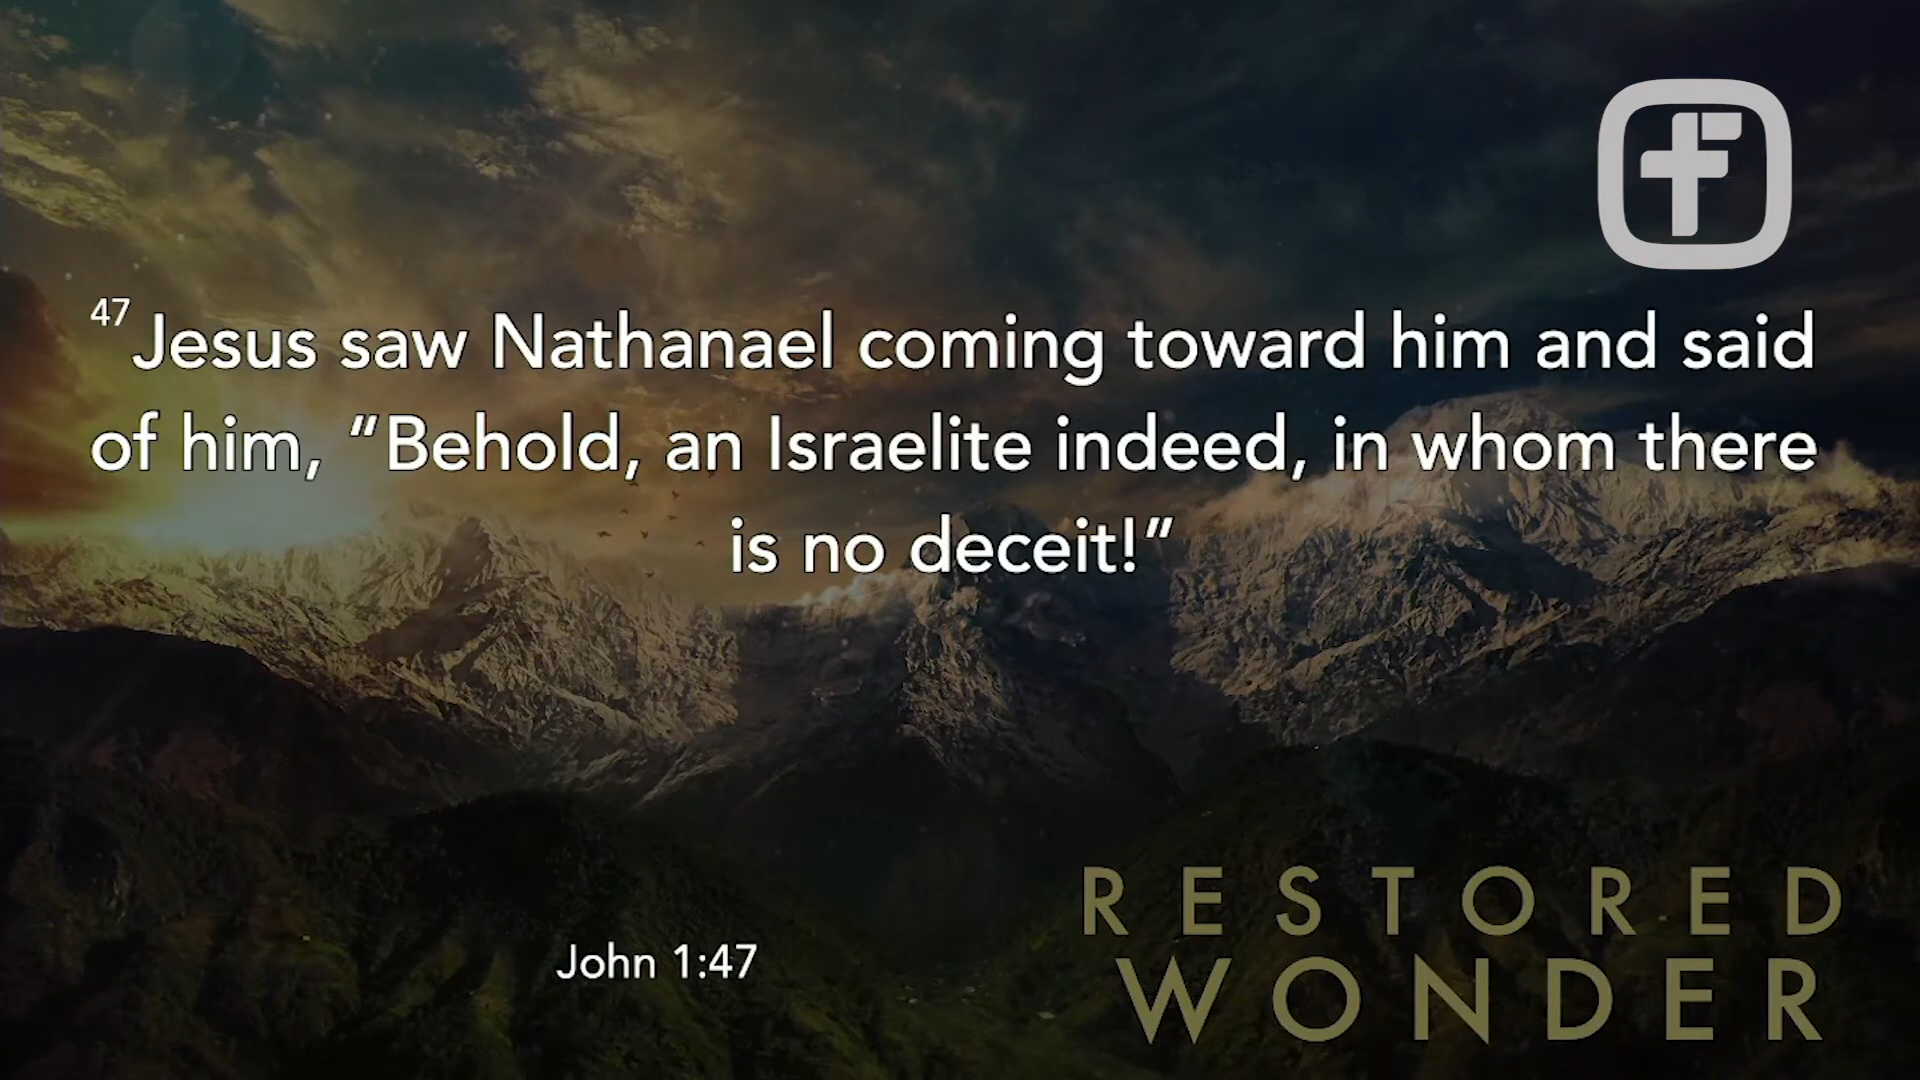 47 Jesus saw Nathanael coming toward him and said
of him, “Behold, an Israelite indeed, in whom there
is no deceit!”
John 1:47
RESTORED
WONDER